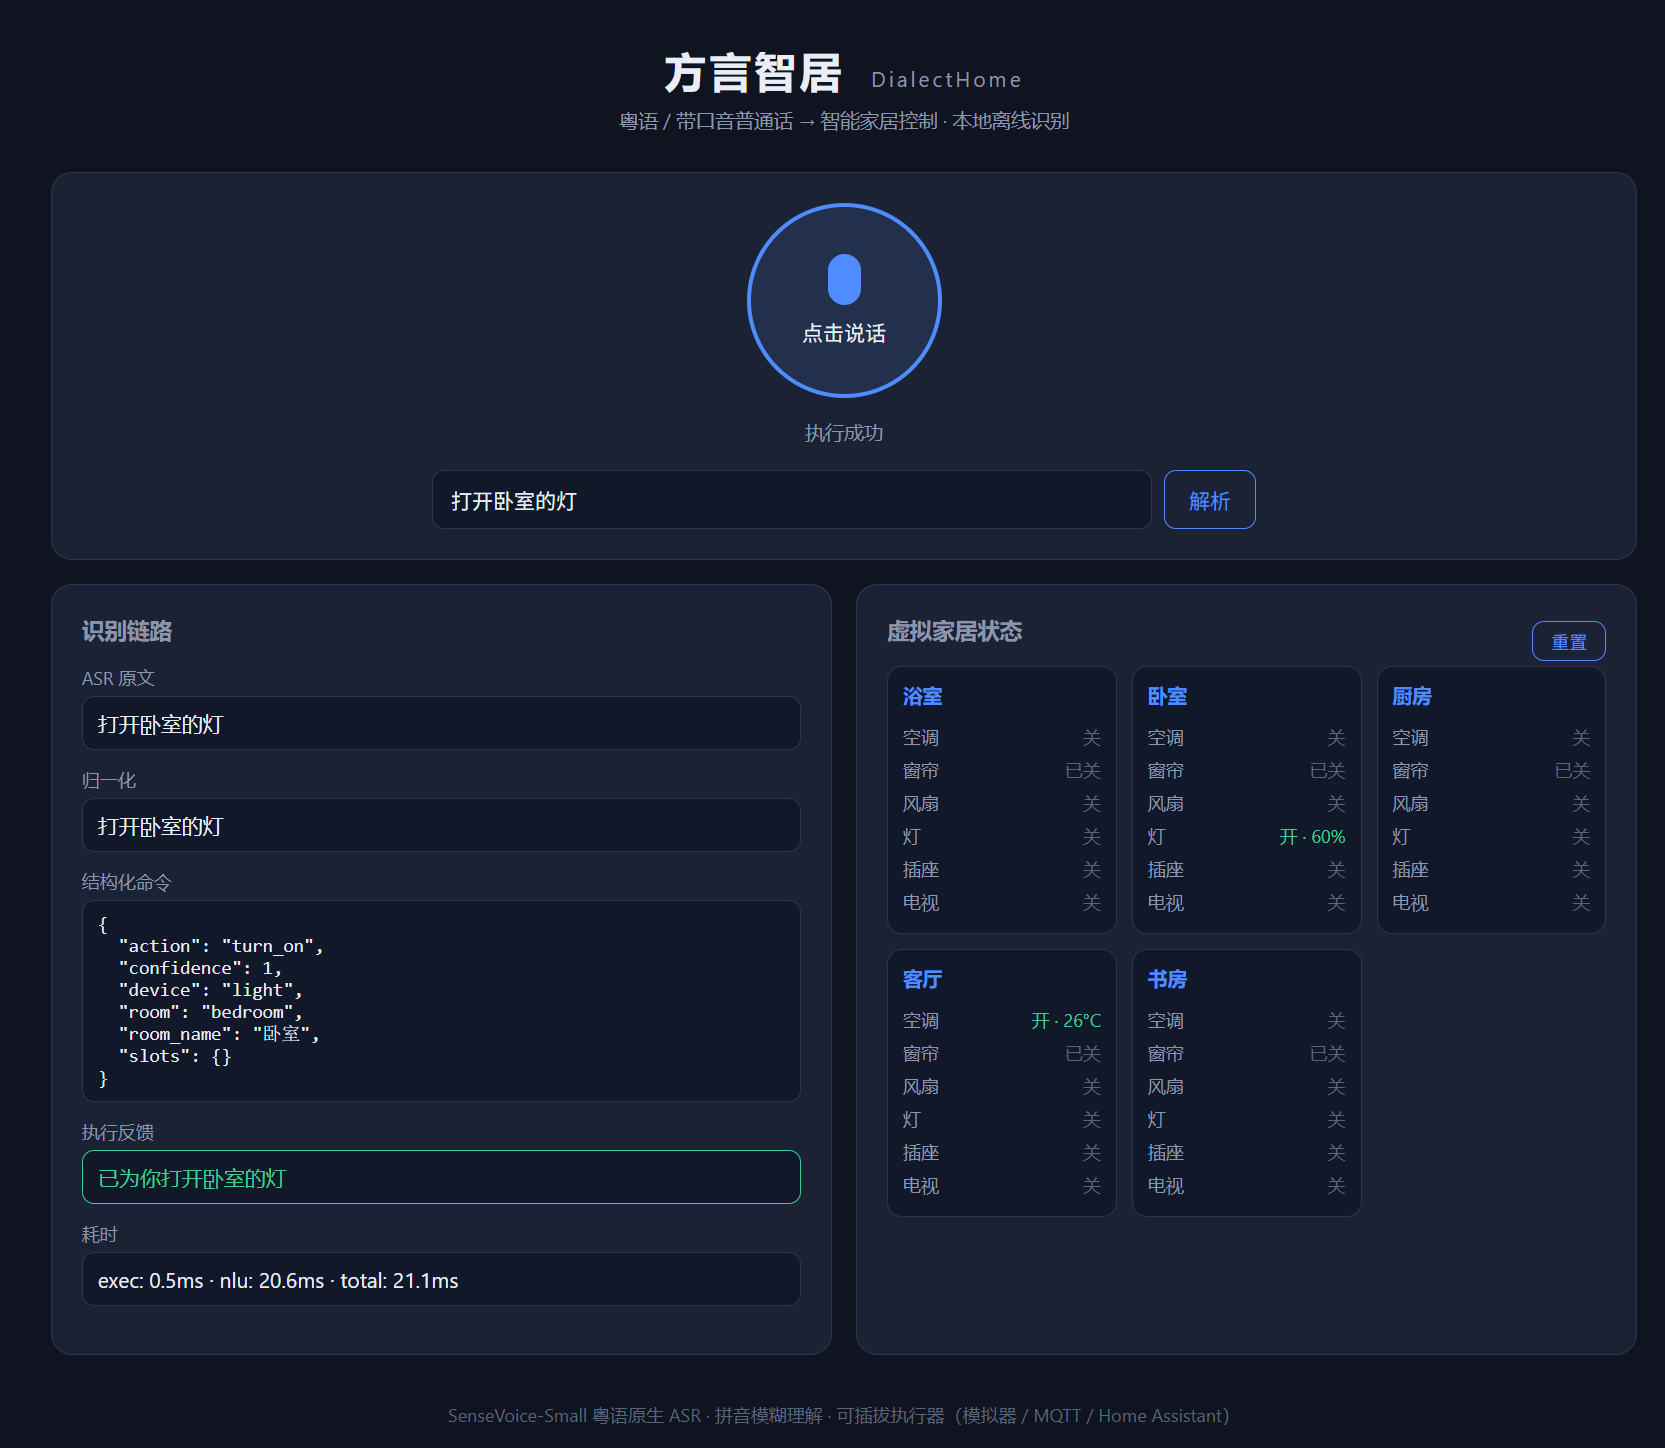 方言智居 DialectHome
粤语 / 带口音普通话 → 智能家居控制 · 本地离线识别
点击说话
执行成功
打开卧室的灯
解析
识别链路
ASR 原文
打开卧室的灯
归一化
打开卧室的灯
结构化命令
{
  "action": "turn_on",
  "confidence": 1,
  "device": "light",
  "room": "bedroom",
  "room_name": "卧室",
  "slots": {}
}
执行反馈
已为你打开卧室的灯
耗时
exec: 0.5ms · nlu: 20.6ms · total: 21.1ms
虚拟家居状态
重置
浴室
空调 关
窗帘 已关
风扇 关
灯 关
插座 关
电视 关
卧室
空调 关
窗帘 已关
风扇 关
灯 开 · 60%
插座 关
电视 关
厨房
空调 关
窗帘 已关
风扇 关
灯 关
插座 关
电视 关
客厅
空调 开 · 26°C
窗帘 已关
风扇 关
灯 关
插座 关
电视 关
书房
空调 关
窗帘 已关
风扇 关
灯 关
插座 关
电视 关
SenseVoice-Small 粤语原生 ASR · 拼音模糊理解 · 可插拔执行器（模拟器 / MQTT / Home Assistant）